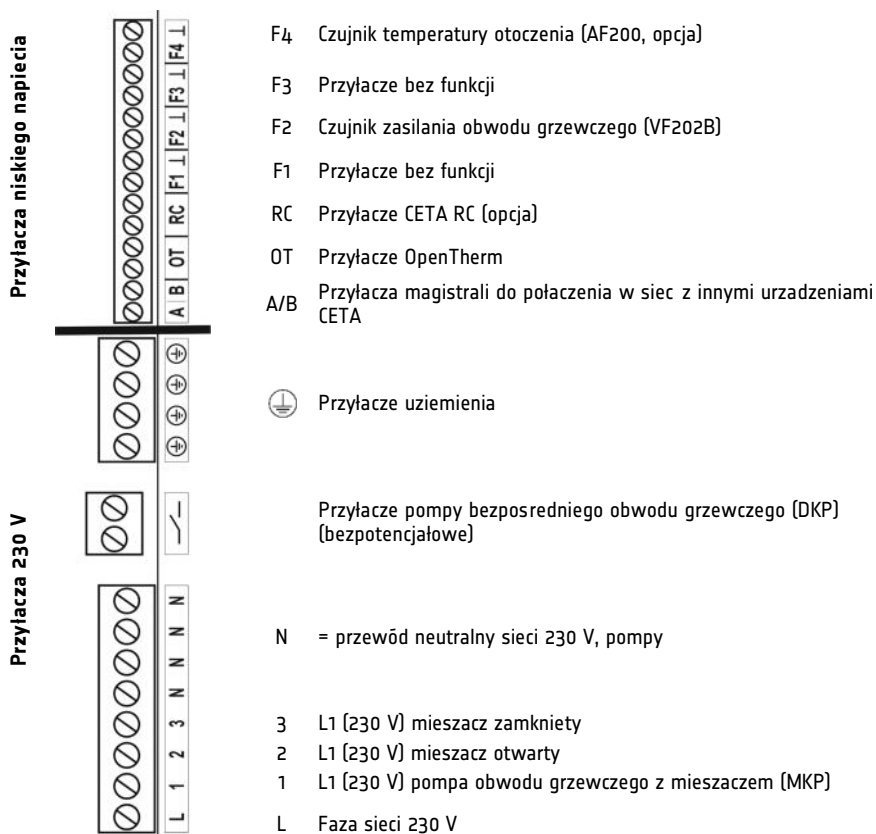 Przyłacza niskiego napiecia
F4 ⊥
F3 ⊥
F2 ⊥
F1 ⊥
RC
OT
B
A
F4 Czujnik temperatury otoczenia (AF200, opcja)
F3 Przyłacze bez funkcji
F2 Czujnik zasilania obwodu grzewczego (VF202B)
F1 Przyłacze bez funkcji
RC Przyłacze CETA RC (opcja)
OT Przyłacze OpenTherm
A/B Przyłacza magistrali do połaczenia w siec z innymi urzadzeniami
CETA
Przyłacze uziemienia
Przyłacza 230 V
Przyłacze pompy bezposredniego obwodu grzewczego (DKP)
(bezpotencjałowe)
N
N
N
N
3
2
1
L
N = przewód neutralny sieci 230 V, pompy
3 L1 (230 V) mieszacz zamkniety
2 L1 (230 V) mieszacz otwarty
1 L1 (230 V) pompa obwodu grzewczego z mieszaczem (MKP)
L Faza sieci 230 V